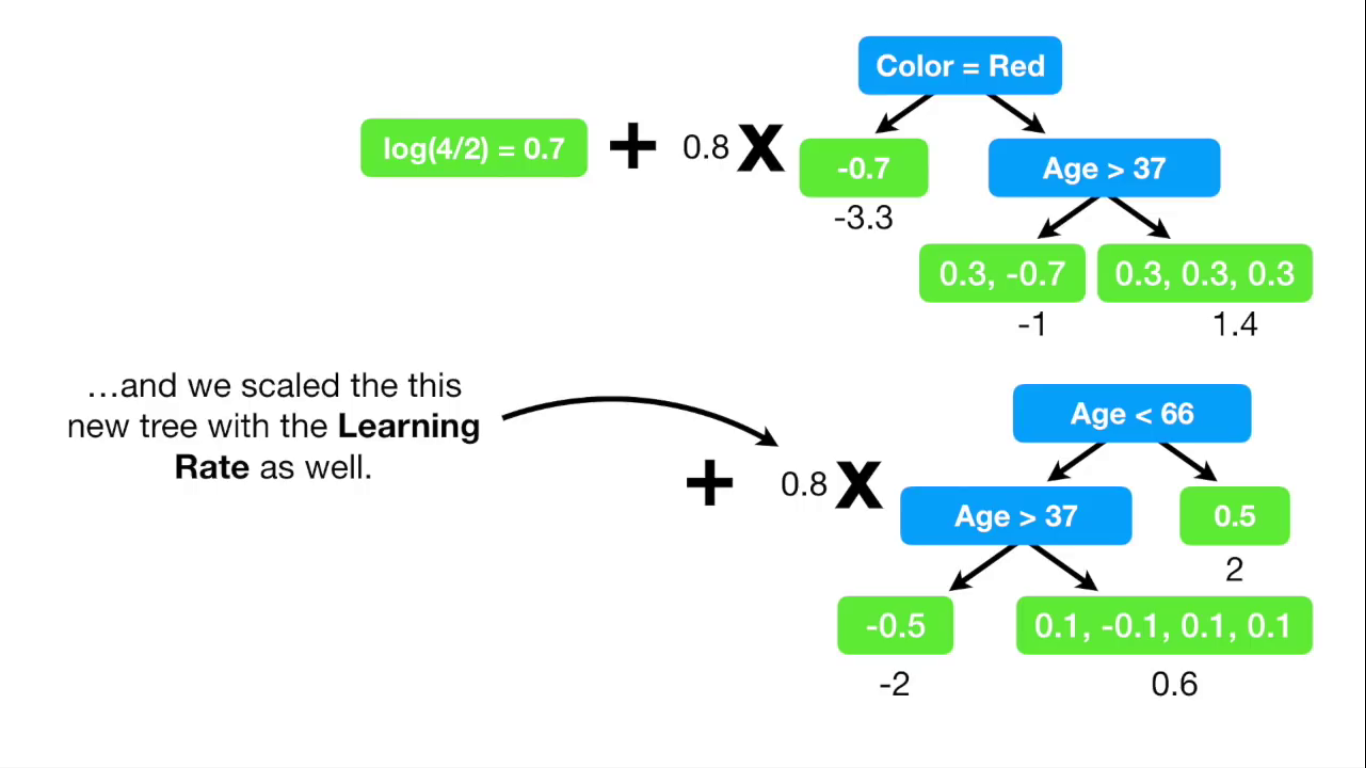 Color = Red
log(4/2) = 0.7 + 0.8 X
-0.7
Age > 37
-3.3
0.3, -0.7
0.3, 0.3, 0.3
-1
1.4
…and we scaled the this
new tree with the Learning
Rate as well.
Age < 66
+ 0.8 X
Age > 37
0.5
2
-0.5
0.1, -0.1, 0.1, 0.1
-2
0.6